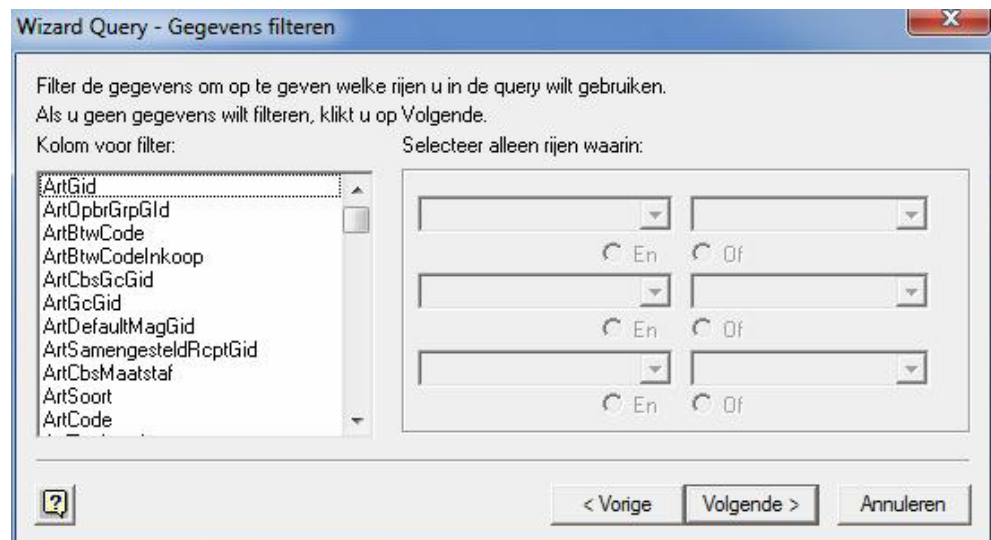 Wizard Query - Gegevens filteren
Filter de gegevens om op te geven welke rijen u in de query wilt gebruiken.
Als u geen gegevens wilt filteren, klikt u op Volgende.
Kolom voor filter:
Selecteer alleen rijen waarin:
ArtGid
ArtOpbrGrpGId
ArtBtwCode
ArtBtwCodeInkoop
ArtCbsGcGid
ArtGcGid
ArtDefaultMagGid
ArtSamengesteldRcptGid
ArtCbsMaatstaf
ArtSoort
ArtCode
En Of
En Of
En Of
< Vorige
Volgende >
Annuleren